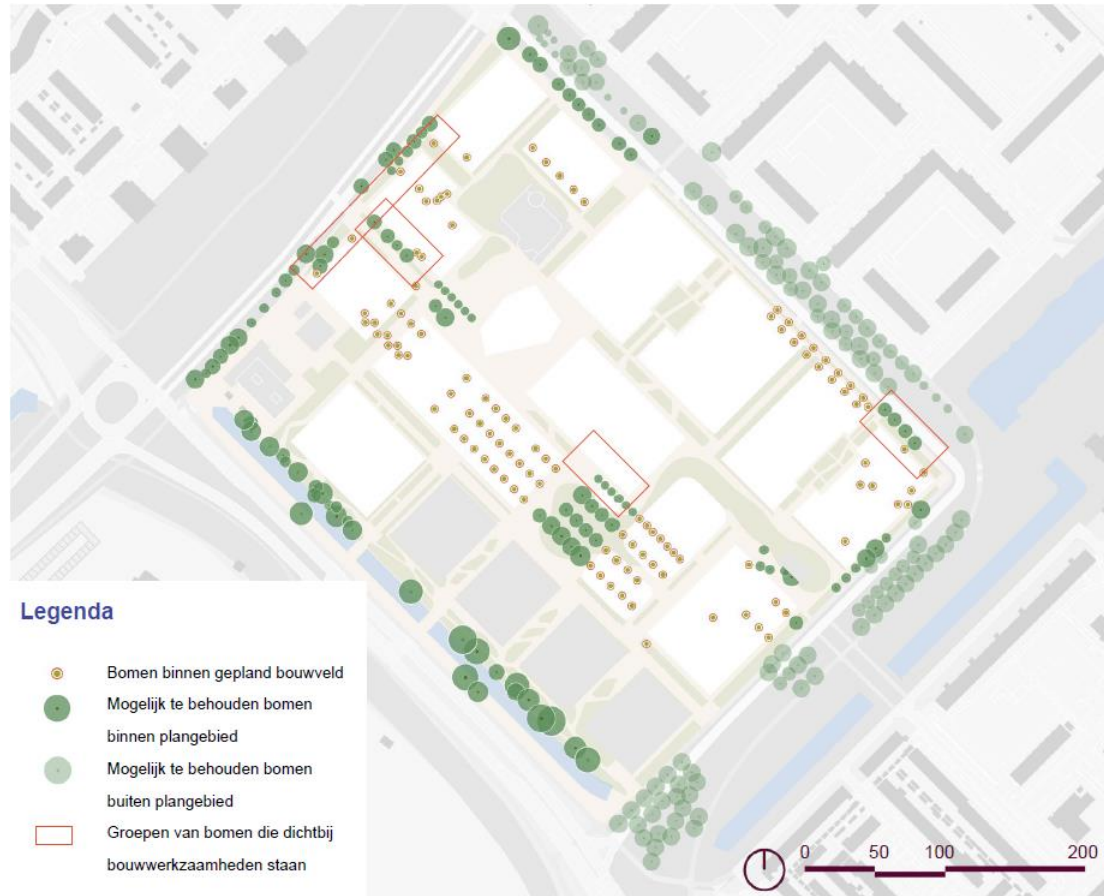 Legenda
Bomen binnen gepland bouwveld
Mogelijk te behouden bomen
binnen plangebied
Mogelijk te behouden bomen
buiten plangebied
Groepen van bomen die dichtbij
bouwwerkzaamheden staan
0 50 100 200